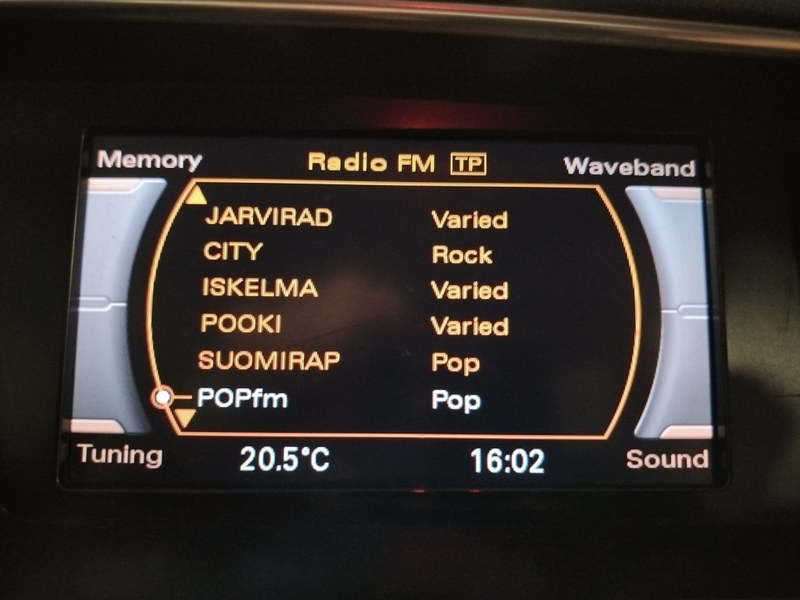 Memory Radio FM TP Waveband
JARVIRAD Varied
CITY Rock
ISKELMA Varied
POOKI Varied
SUOMIRAP Pop
POPfm Pop
Tuning 20.5°C 16:02 Sound